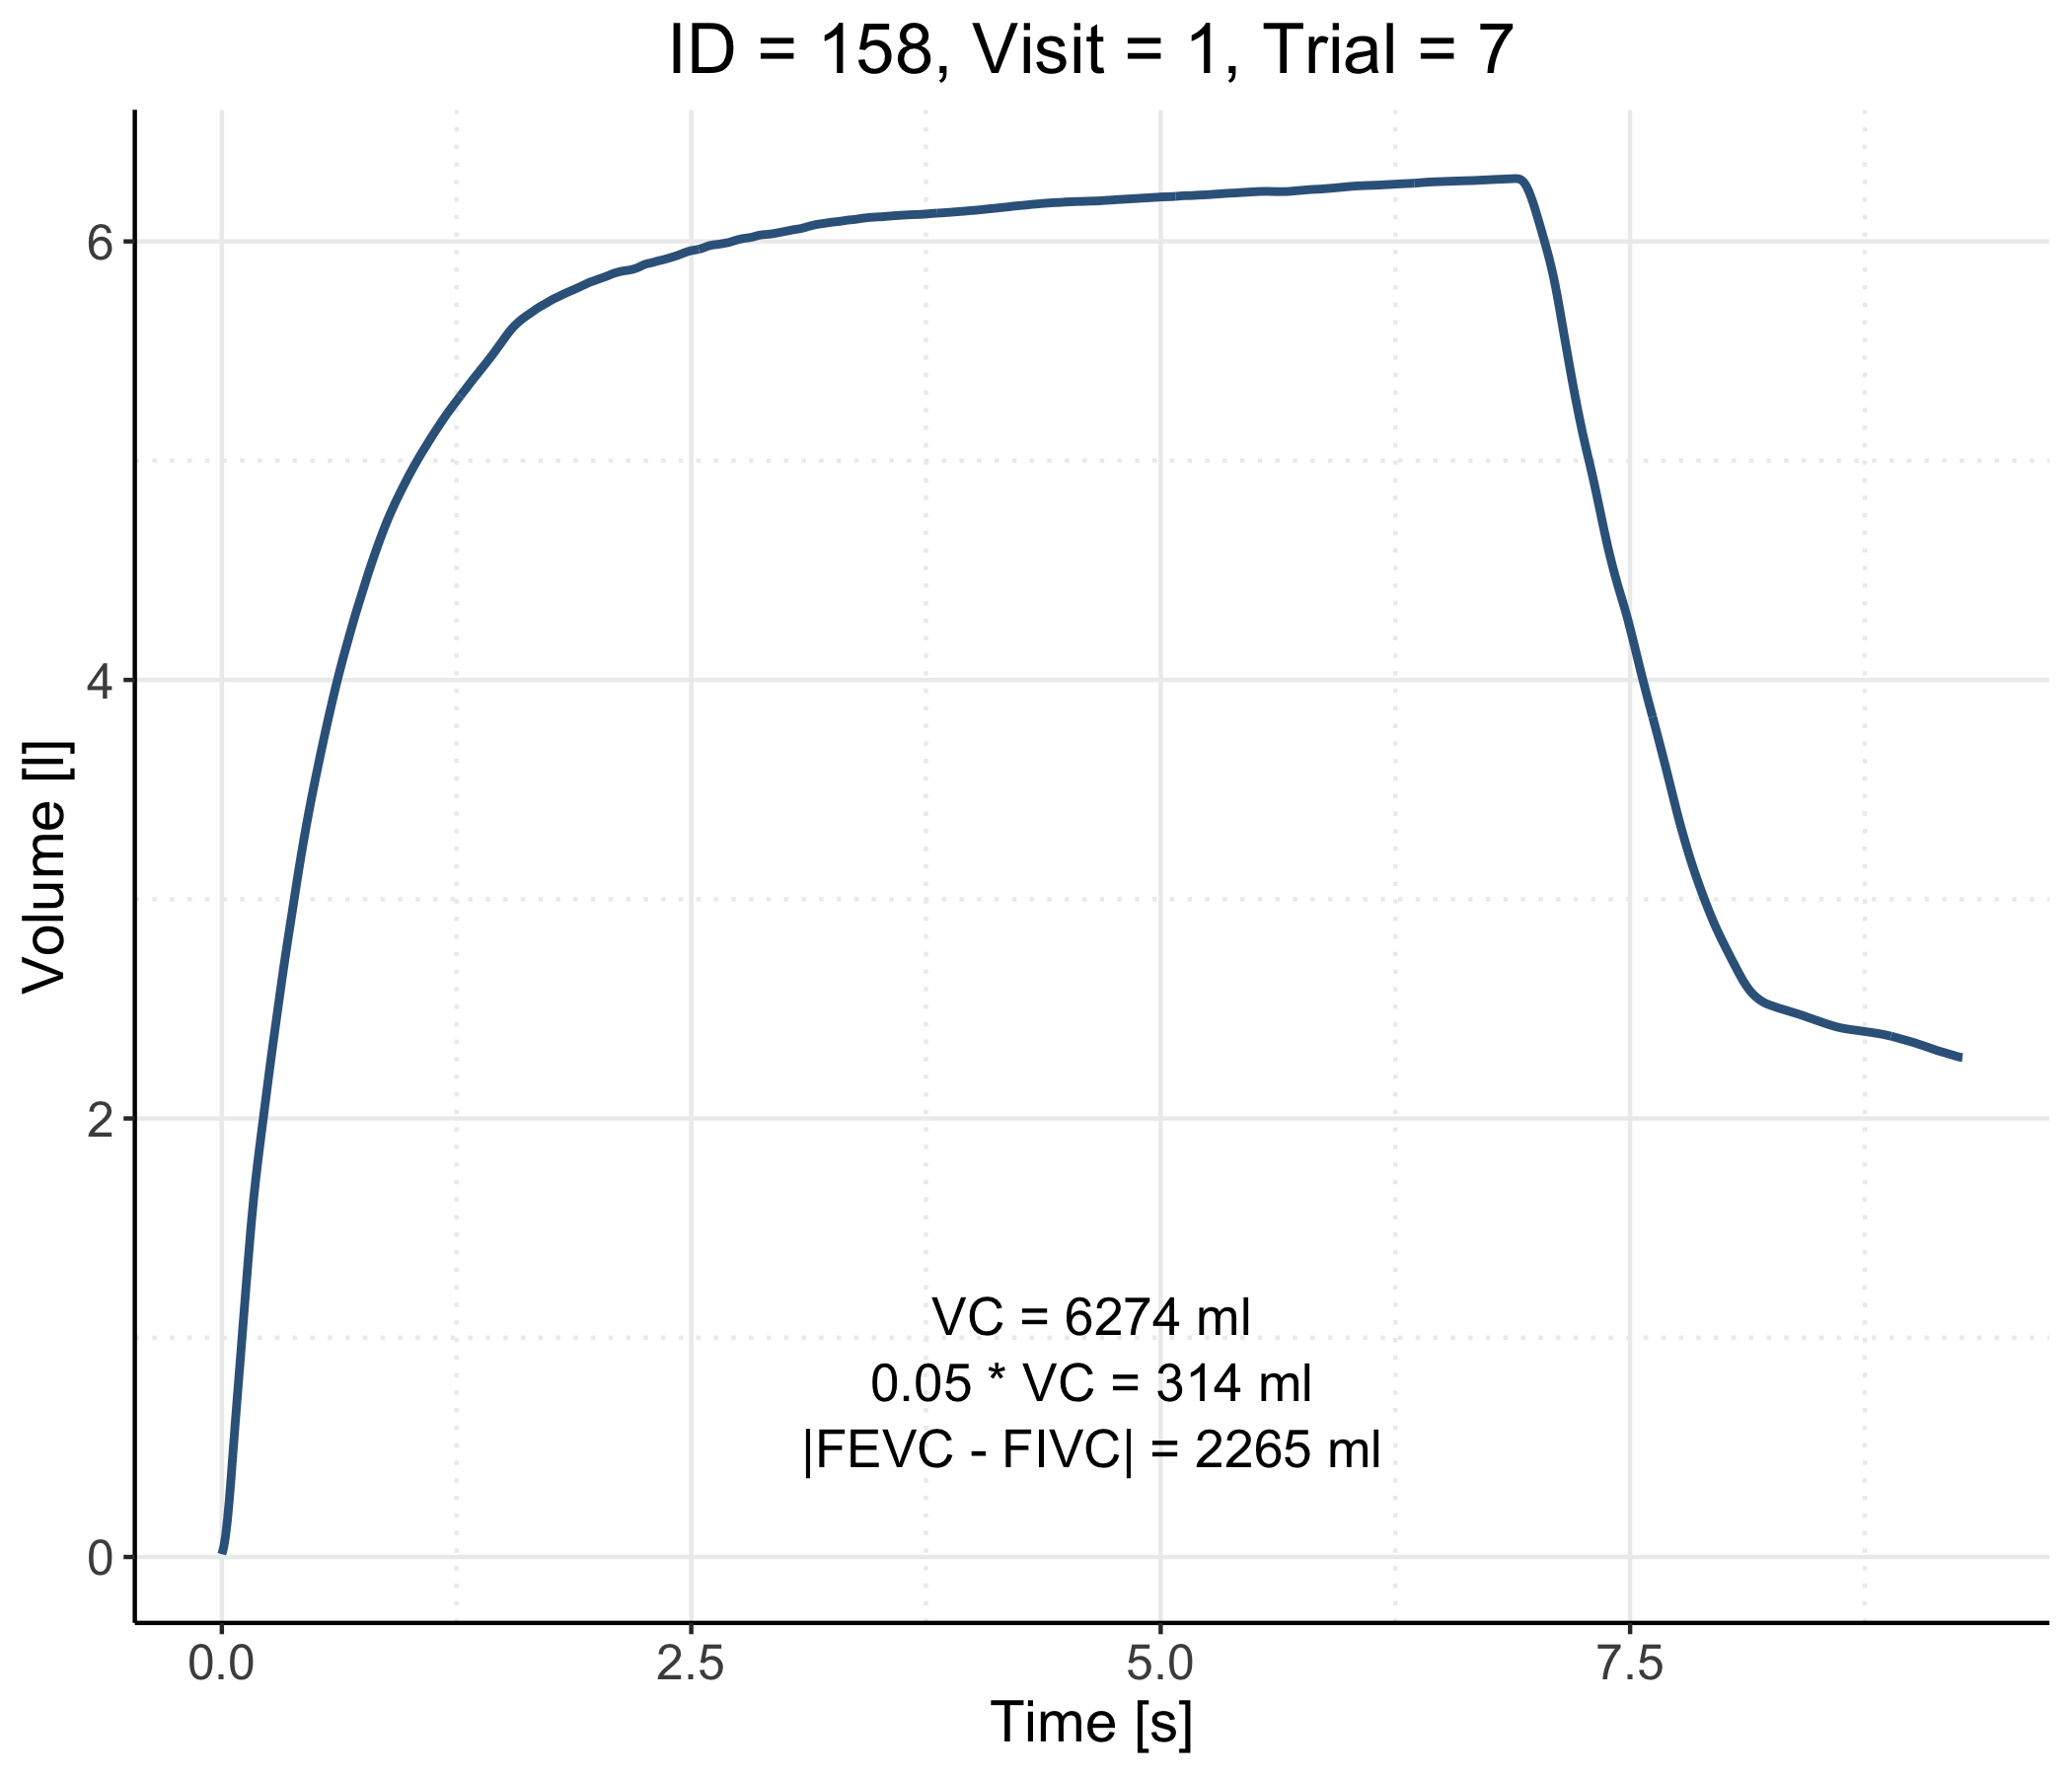 ID = 158, Visit = 1, Trial = 7
6
4
2
0
Volume [l]
VC = 6274 ml
0.05 * VC = 314 ml
|FEVC - FIVC| = 2265 ml
0.0
2.5
5.0
7.5
Time [s]